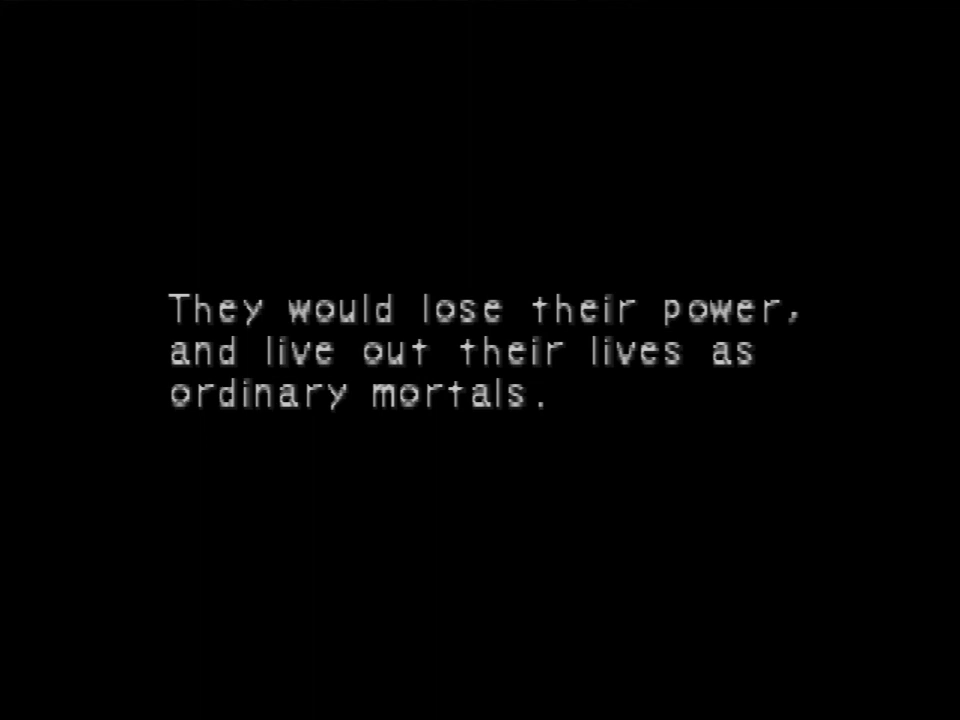 They would lose their power,
and live out their lives as
ordinary mortals.